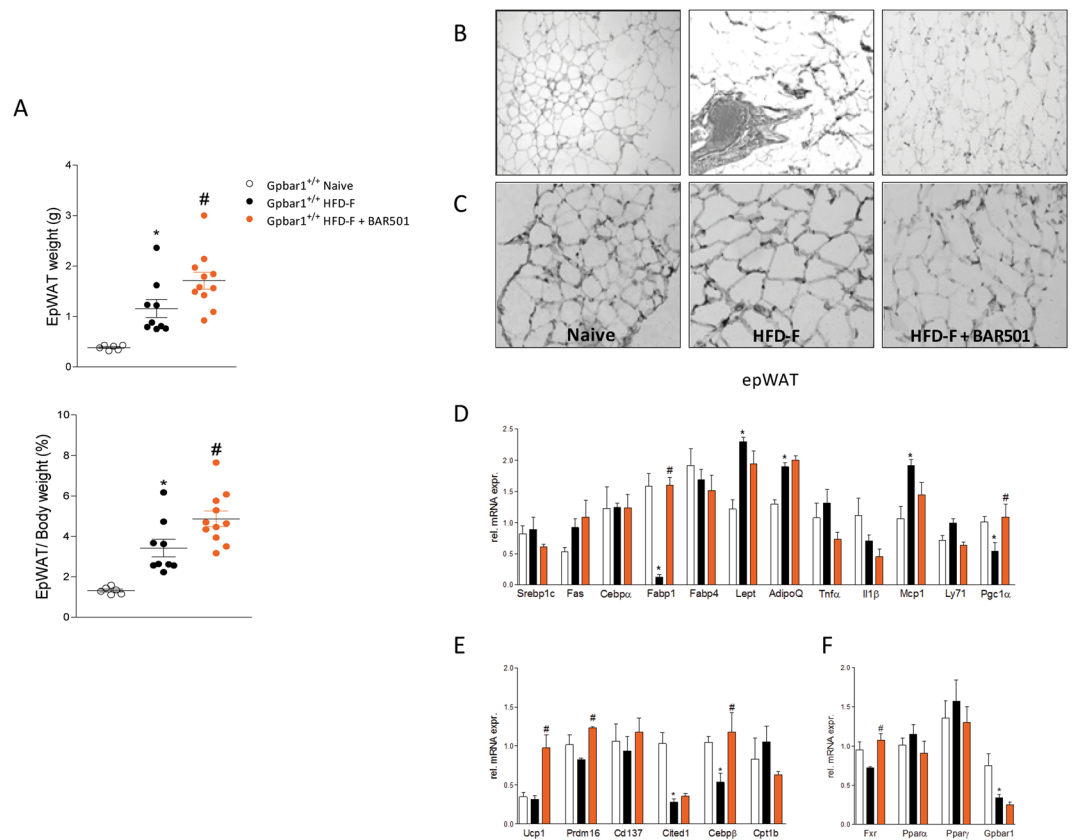 A
EpWAT weight (g)
4
3
2
1
0
*
#
Gpbar1+/+ Naive
Gpbar1+/+ HFD-F
Gpbar1+/+ HFD-F + BAR501
EpWAT/ Body weight (%)
10
8
6
4
2
0
*
#
B
C
Naive
HFD-F
HFD-F + BAR501
epWAT
D
rel. mRNA expr.
2.5
2.0
1.5
1.0
0.5
0.0
*
#
*
*
*
*
#
Srebp1c Fas Cebpα Fabp1 Fabp4 Lept AdipoQ Tnfα Il1β Mcp1 Ly71 Pgc1α
E
rel. mRNA expr.
2.0
1.5
1.0
0.5
0.0
#
#
*
*
#
Ucp1 Prdm16 Cd137 Cited1 Cebpβ Cpt1b
F
rel. mRNA expr.
2.0
1.5
1.0
0.5
0.0
#
*
Fxr Pparα Pparγ Gpbar1